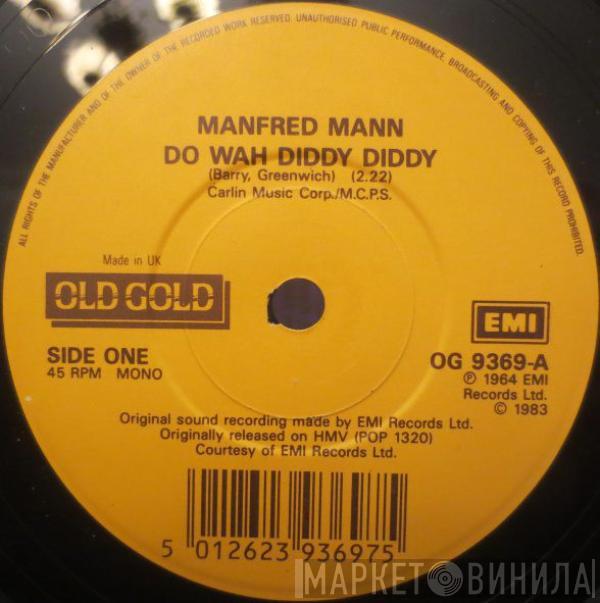 ALL RIGHTS OF THE MANUFACTURER AND OF THE OWNER OF THE RECORDED WORK RESERVED. UNAUTHORISED PUBLIC PERFORMANCE, BROADCASTING AND COPYING OF THIS RECORD PROHIBITED.
MANFRED MANN
DO WAH DIDDY DIDDY
(Barry, Greenwich) (2.22)
Carlin Music Corp./M.C.P.S.
Made in UK
OLD GOLD
EMI
SIDE ONE
45 RPM MONO
OG 9369-A
Ⓟ 1964 EMI
Records Ltd.
© 1983
Original sound recording made by EMI Records Ltd.
Originally released on HMV (POP 1320)
Courtesy of EMI Records Ltd.
5 012623 936975
МАРКЕТ ВИНИЛА